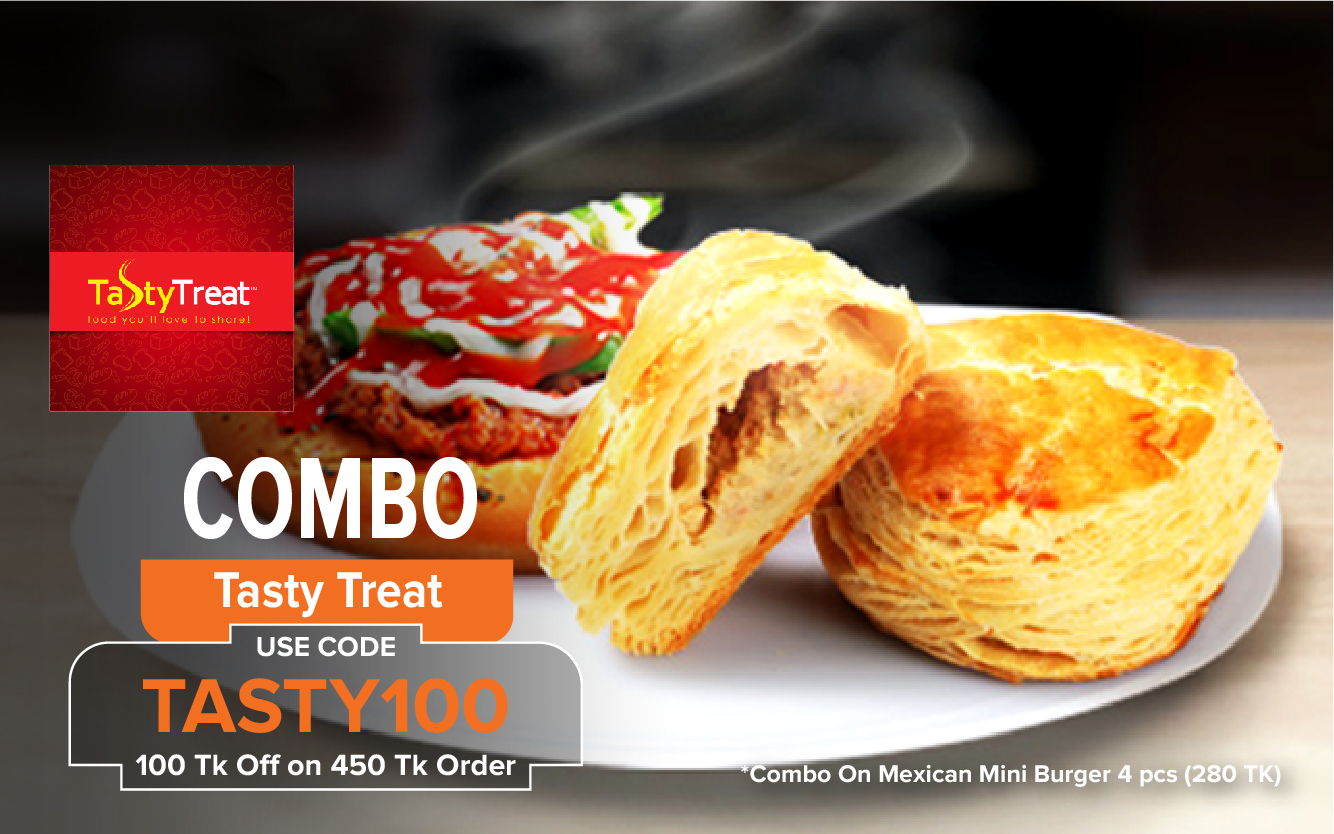 TaStyTreat™
food you'll love to share!
COMBO
Tasty Treat
USE CODE
TASTY100
100 Tk Off on 450 Tk Order
*Combo On Mexican Mini Burger 4 pcs (280 TK)